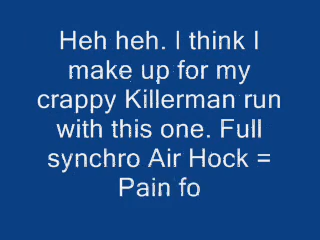 Heh heh. I think I
make up for my
crappy Killerman run
with this one. Full
synchro Air Hock =
Pain fo